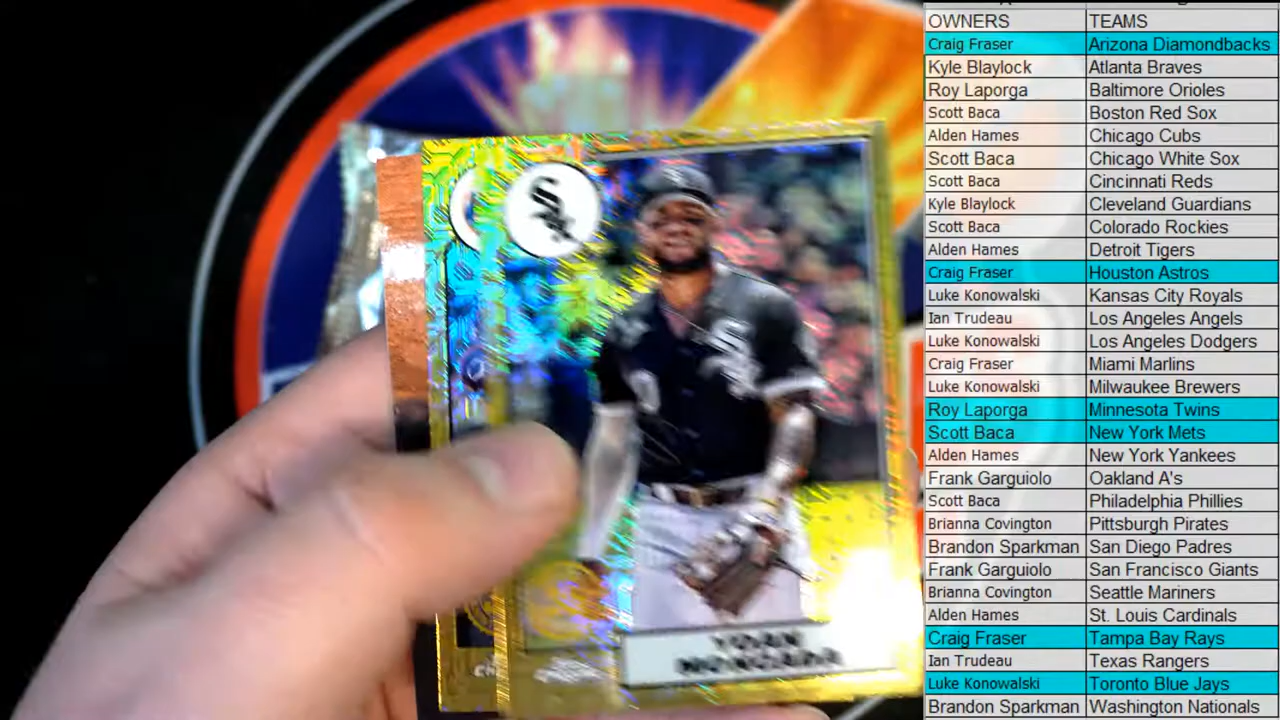 OWNERS TEAMS
Craig Fraser Arizona Diamondbacks
Kyle Blaylock Atlanta Braves
Roy Laporga Baltimore Orioles
Scott Baca Boston Red Sox
Alden Hames Chicago Cubs
Scott Baca Chicago White Sox
Scott Baca Cincinnati Reds
Kyle Blaylock Cleveland Guardians
Scott Baca Colorado Rockies
Alden Hames Detroit Tigers
Craig Fraser Houston Astros
Luke Konowalski Kansas City Royals
Ian Trudeau Los Angeles Angels
Luke Konowalski Los Angeles Dodgers
Craig Fraser Miami Marlins
Luke Konowalski Milwaukee Brewers
Roy Laporga Minnesota Twins
Scott Baca New York Mets
Alden Hames New York Yankees
Frank Garguiolo Oakland A's
Scott Baca Philadelphia Phillies
Brianna Covington Pittsburgh Pirates
Brandon Sparkman San Diego Padres
Frank Garguiolo San Francisco Giants
Brianna Covington Seattle Mariners
Alden Hames St. Louis Cardinals
Craig Fraser Tampa Bay Rays
Ian Trudeau Texas Rangers
Luke Konowalski Toronto Blue Jays
Brandon Sparkman Washington Nationals
Sox
YOAN
MONCADA